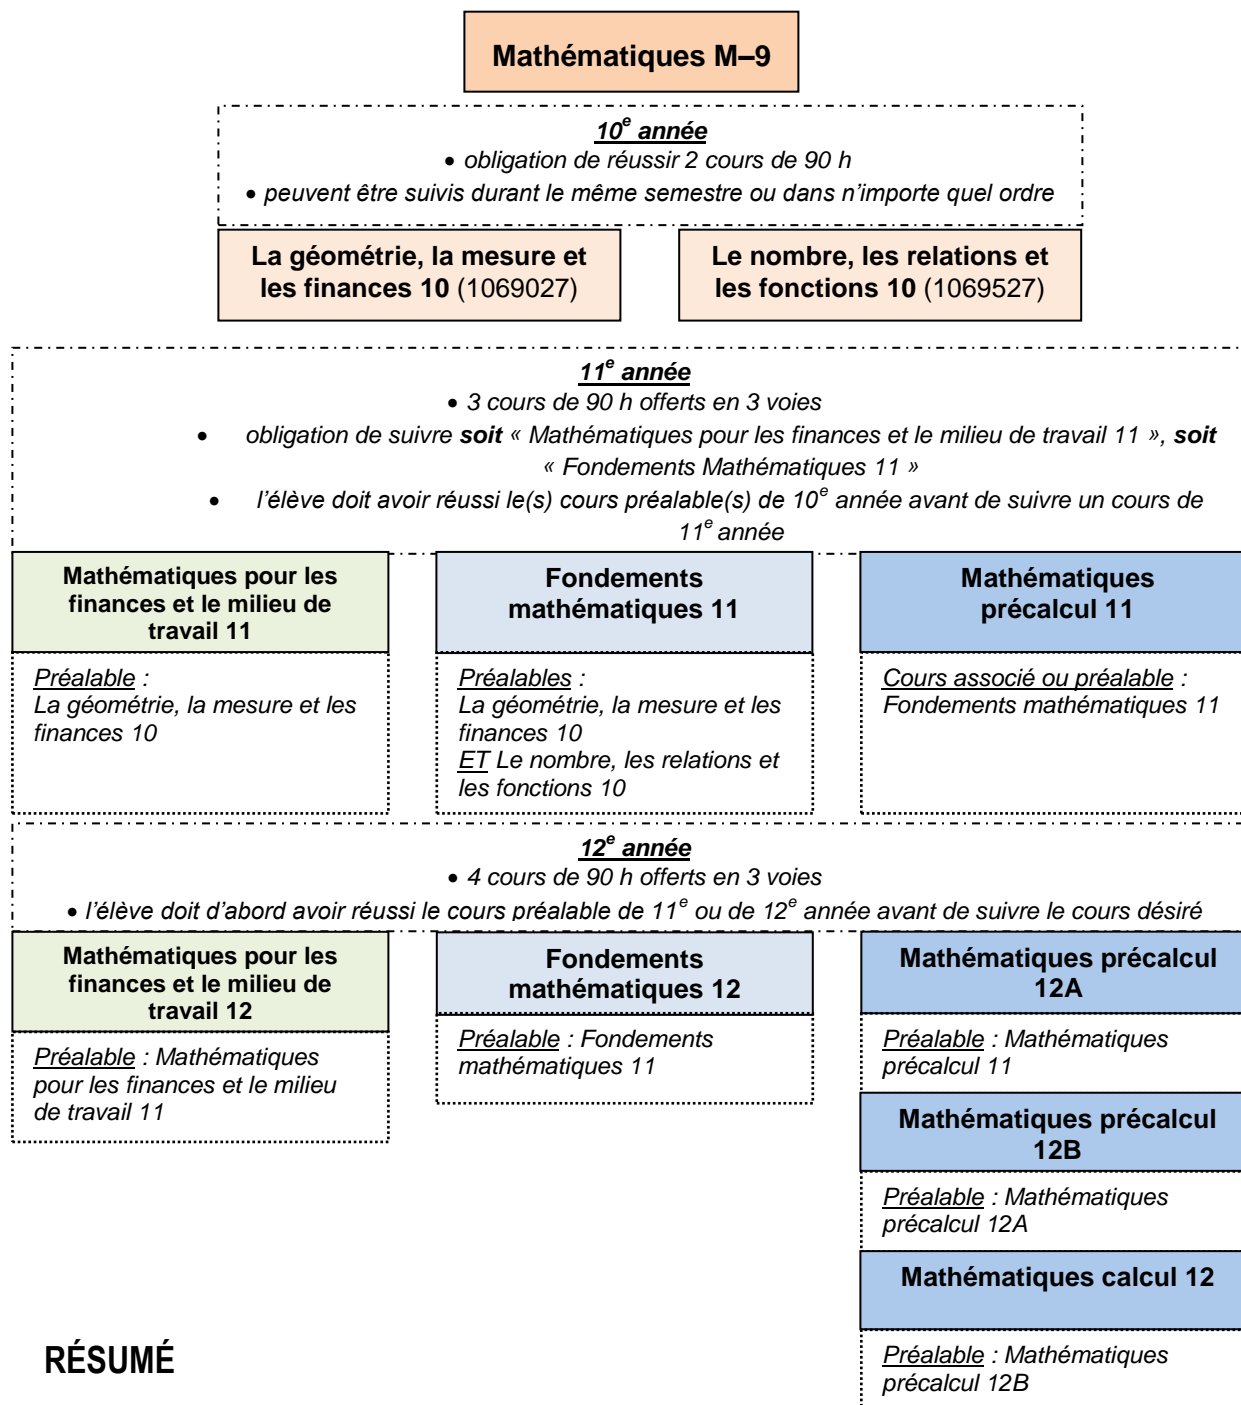 Mathématiques M–9
10e année
• obligation de réussir 2 cours de 90 h
• peuvent être suivis durant le même semestre ou dans n'importe quel ordre
La géométrie, la mesure et
les finances 10 (1069027)
Le nombre, les relations et
les fonctions 10 (1069527)
11e année
• 3 cours de 90 h offerts en 3 voies
• obligation de suivre soit « Mathématiques pour les finances et le milieu de travail 11 », soit
« Fondements Mathématiques 11 »
• l'élève doit avoir réussi le(s) cours préalable(s) de 10e année avant de suivre un cours de
11e année
Mathématiques pour les
finances et le milieu de
travail 11
Préalable :
La géométrie, la mesure et les
finances 10
Fondements
mathématiques 11
Préalables :
La géométrie, la mesure et les
finances 10
ET Le nombre, les relations et
les fonctions 10
Mathématiques
précalcul 11
Cours associé ou préalable :
Fondements mathématiques 11
12e année
• 4 cours de 90 h offerts en 3 voies
• l'élève doit d'abord avoir réussi le cours préalable de 11e ou de 12e année avant de suivre le cours désiré
Mathématiques pour les
finances et le milieu de
travail 12
Préalable : Mathématiques
pour les finances et le milieu
de travail 11
Fondements
mathématiques 12
Préalable : Fondements
mathématiques 11
Mathématiques précalcul
12A
Préalable : Mathématiques
précalcul 11
Mathématiques précalcul
12B
Préalable : Mathématiques
précalcul 12A
Mathématiques calcul 12
Préalable : Mathématiques
précalcul 12B
RÉSUMÉ